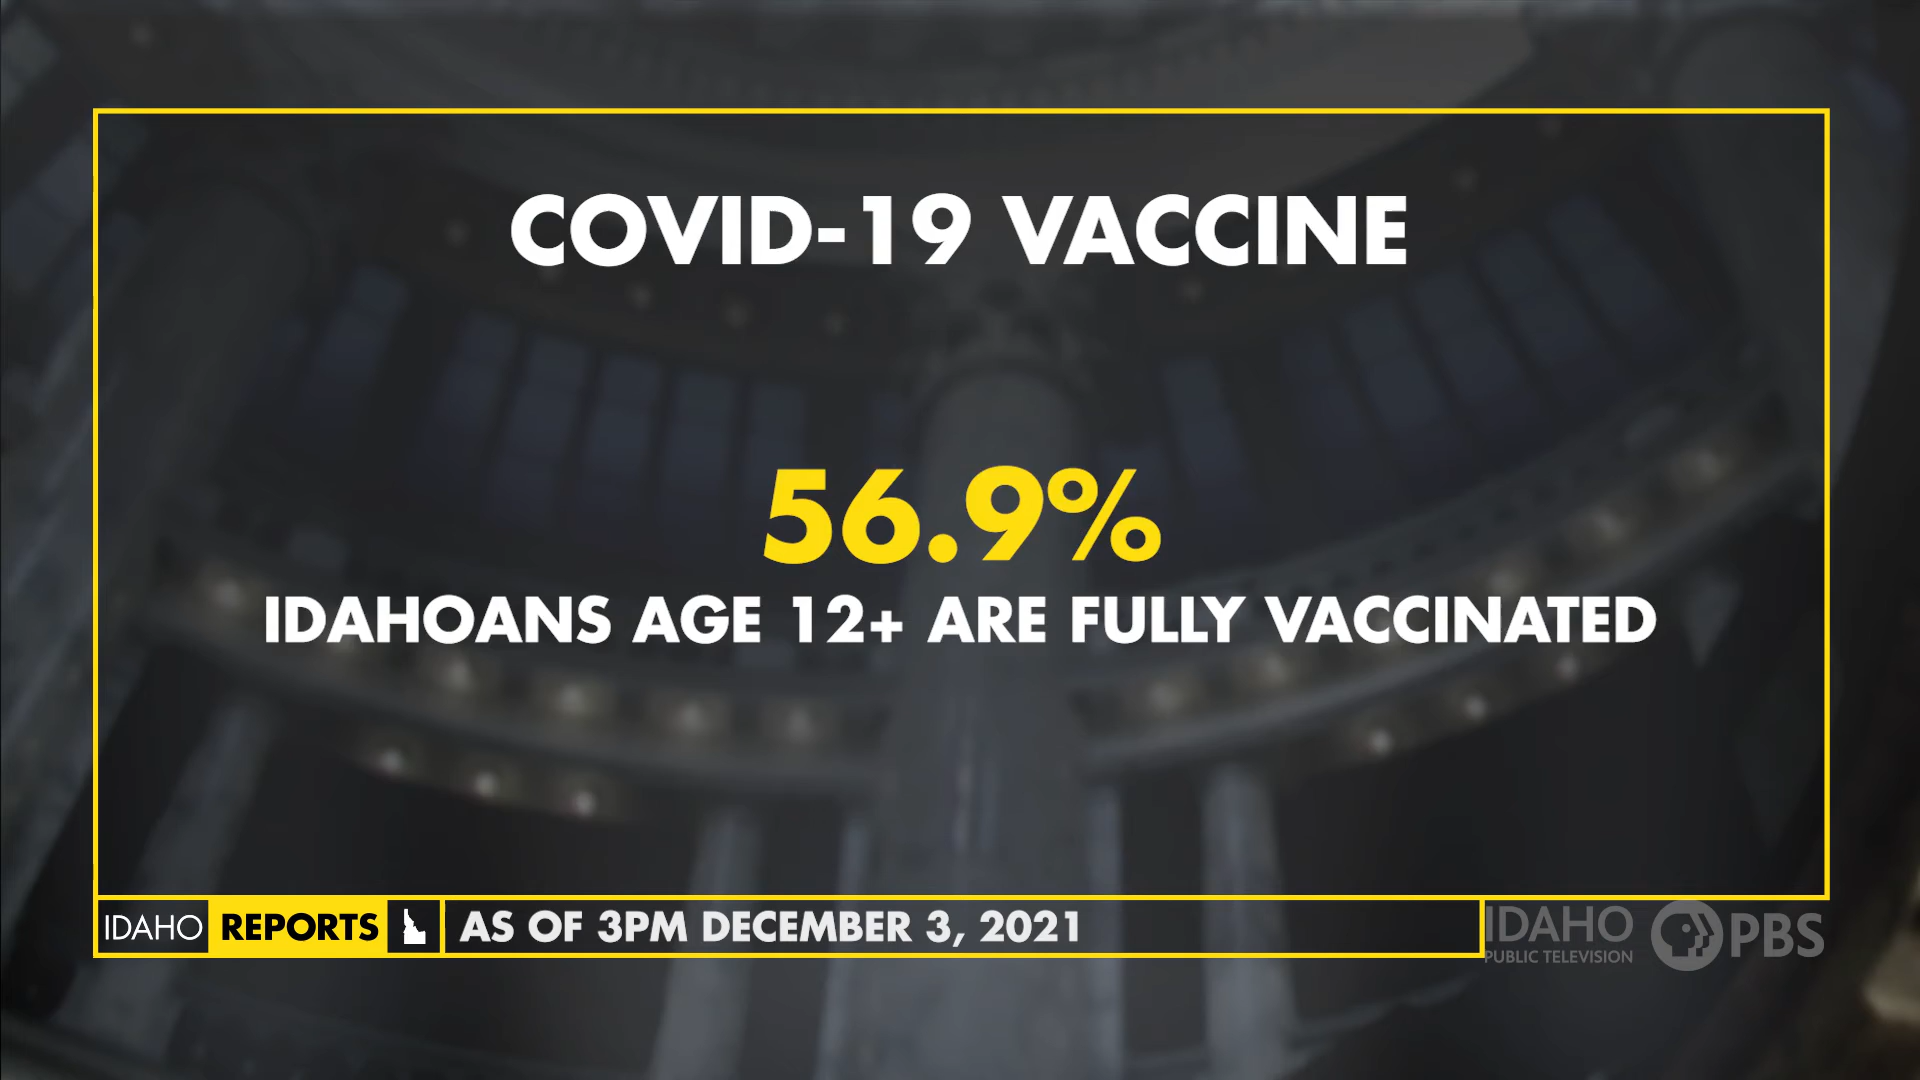 COVID-19 VACCINE
56.9%
IDAHOANS AGE 12+ ARE FULLY VACCINATED
IDAHO REPORTS AS OF 3PM DECEMBER 3, 2021
IDAHO
PUBLIC TELEVISION
PBS